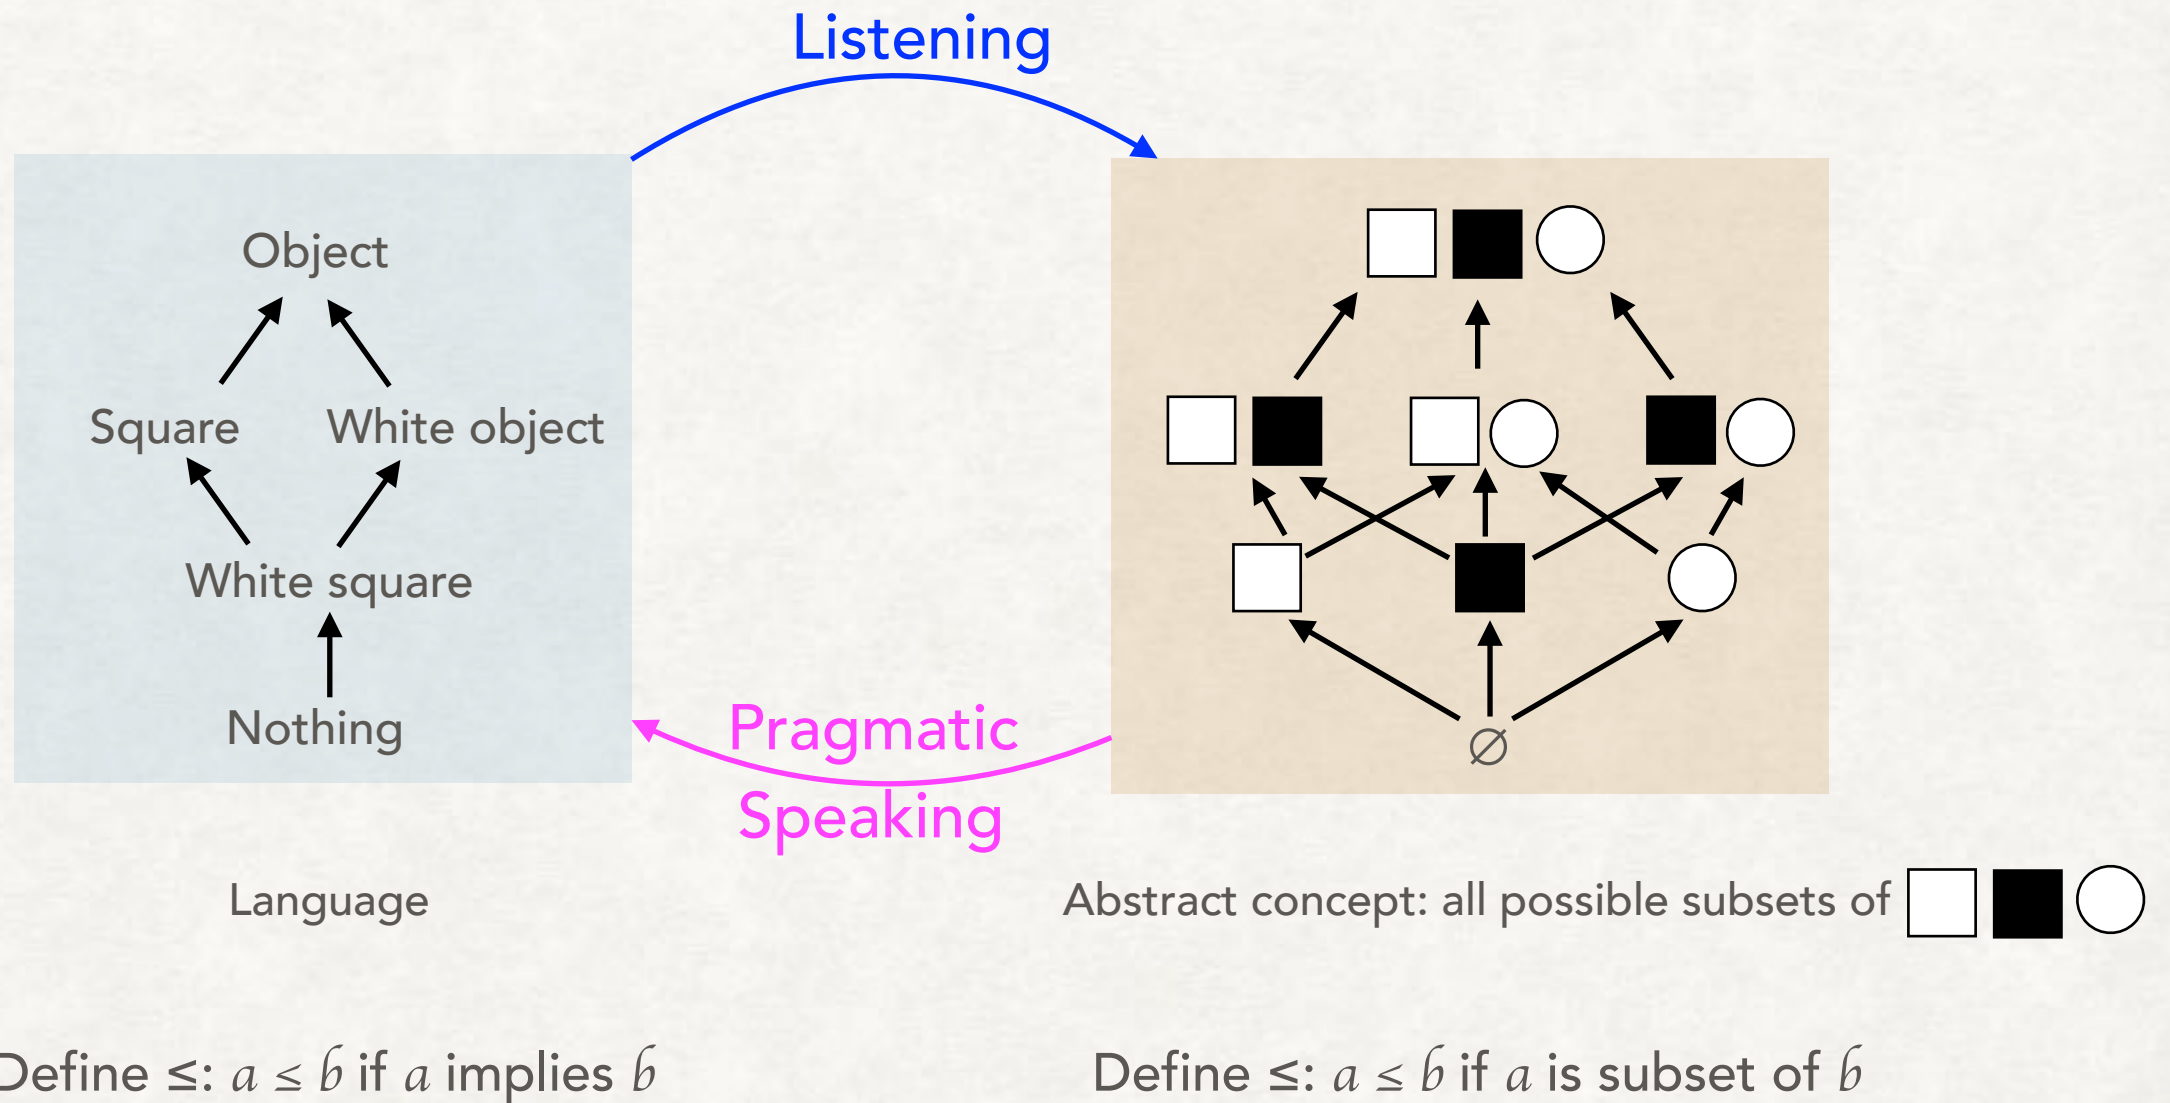 Listening
Object
Square
White object
White square
Nothing
∅
Pragmatic
Speaking
Language
Abstract concept: all possible subsets of
Define ≤: a ≤ b if a implies b
Define ≤: a ≤ b if a is subset of b